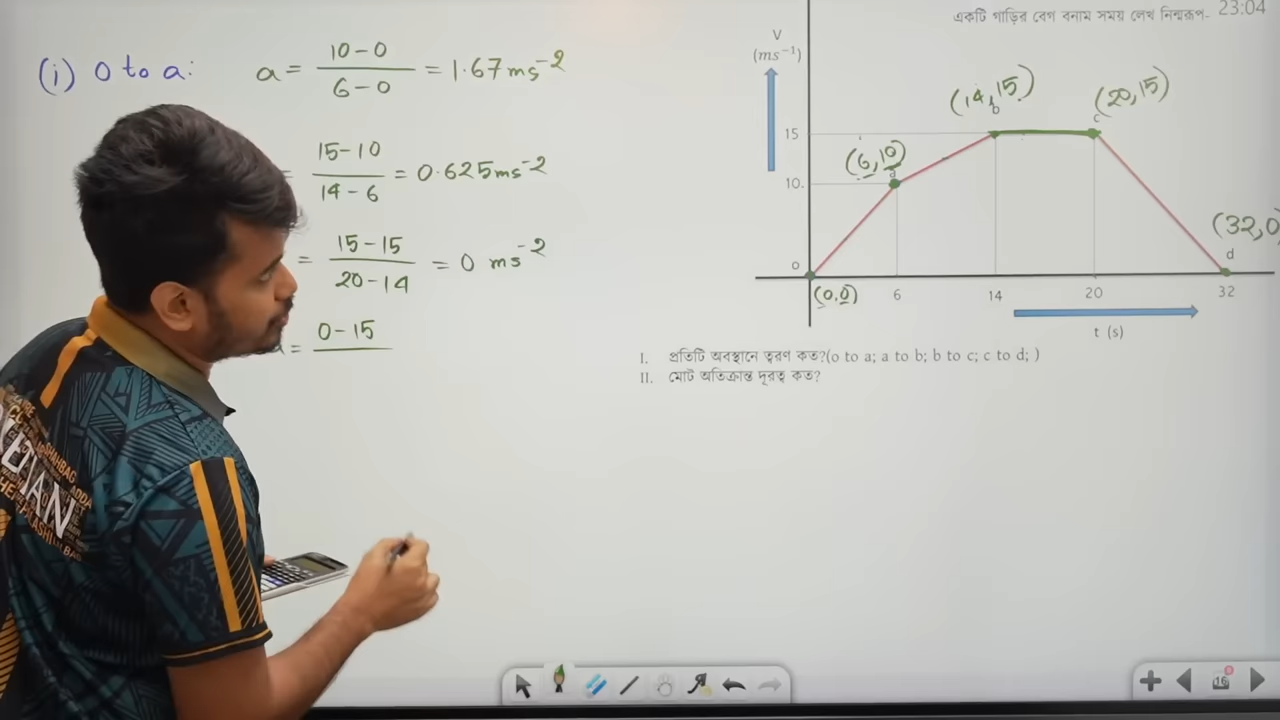 একটি গাড়ির বেগ বনাম সময় লেখ নিম্নরূপ- 23:04
(i) 0 to a: a = 10-0 / 6-0 = 1.67 ms⁻²
= 15-10 / 14-6 = 0.625 ms⁻²
= 15-15 / 20-14 = 0 ms⁻²
= 0-15
V
(ms⁻¹)
(14,15) (20,15)
b c
15
(6,10)
a
10
(32,0
d
0
(0,0) 6 14 20 32
t (s)
I. প্রতিটি অবস্থানে ত্বরণ কত?(o to a; a to b; b to c; c to d; )
II. মোট অতিক্রান্ত দূরত্ব কত?
SHAHBAG
ADDA
16